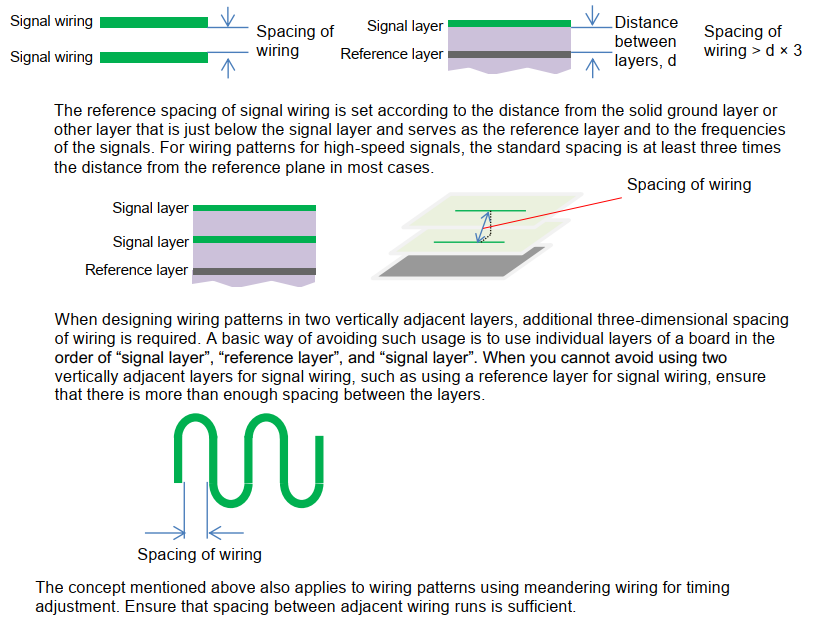 Signal wiring
Signal wiring
Spacing of
wiring
Signal layer
Reference layer
Distance
between
layers, d
Spacing of
wiring > d × 3
The reference spacing of signal wiring is set according to the distance from the solid ground layer or
other layer that is just below the signal layer and serves as the reference layer and to the frequencies
of the signals. For wiring patterns for high-speed signals, the standard spacing is at least three times
the distance from the reference plane in most cases.
Spacing of wiring
Signal layer
Signal layer
Reference layer
When designing wiring patterns in two vertically adjacent layers, additional three-dimensional spacing
of wiring is required. A basic way of avoiding such usage is to use individual layers of a board in the
order of “signal layer”, “reference layer”, and “signal layer”. When you cannot avoid using two
vertically adjacent layers for signal wiring, such as using a reference layer for signal wiring, ensure
that there is more than enough spacing between the layers.
Spacing of wiring
The concept mentioned above also applies to wiring patterns using meandering wiring for timing
adjustment. Ensure that spacing between adjacent wiring runs is sufficient.